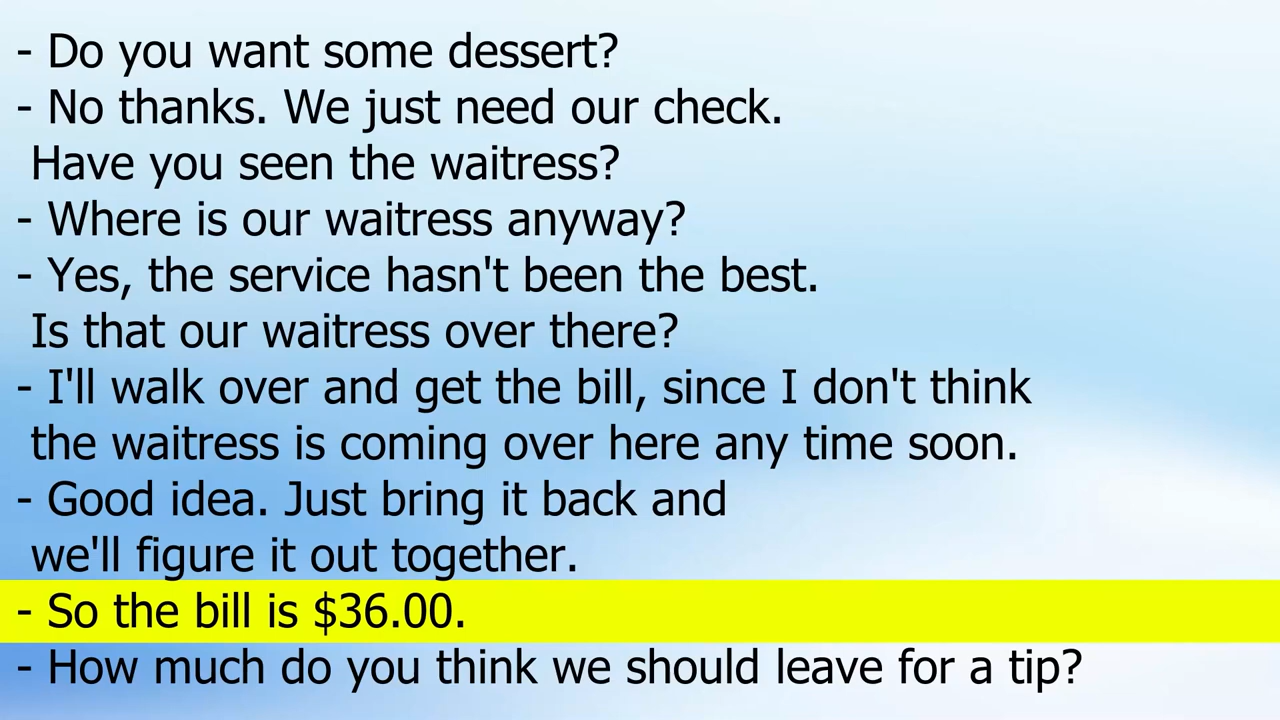 - Do you want some dessert?
- No thanks. We just need our check.
Have you seen the waitress?
- Where is our waitress anyway?
- Yes, the service hasn't been the best.
Is that our waitress over there?
- I'll walk over and get the bill, since I don't think
the waitress is coming over here any time soon.
- Good idea. Just bring it back and
we'll figure it out together.
- So the bill is $36.00.
- How much do you think we should leave for a tip?